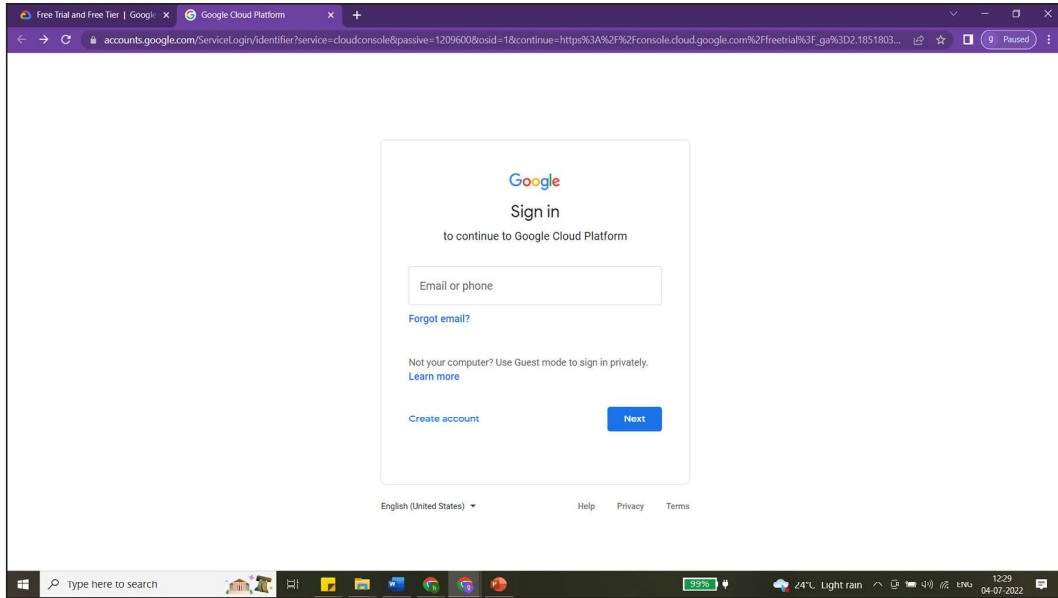 Free Trial and Free Tier | Google
Google Cloud Platform
accounts.google.com/ServiceLogin/identifier?service=cloudconsole&passive=1209600&osid=1&continue=https%3A%2F%2Fconsole.cloud.google.com%2Ffreetrial%3F_ga%3D2.1851803...
g Paused
Google
Sign in
to continue to Google Cloud Platform
Email or phone
Forgot email?
Not your computer? Use Guest mode to sign in privately.
Learn more
Create account
Next
English (United States)
Help Privacy Terms
Type here to search
99%
24°C Light rain
ENG
12:29
04-07-2022